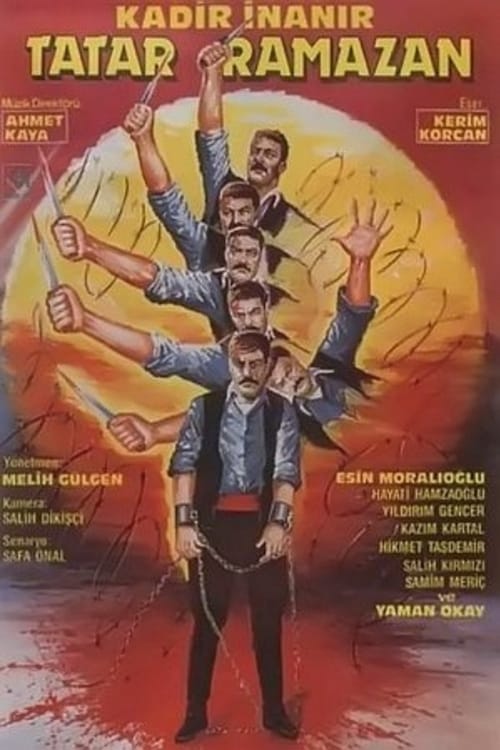 KADİR İNANIR
TATAR RAMAZAN
Müzik Direktörü
AHMET
KAYA
Eser
KERİM
KORCAN
Yönetmen:
MELİH GÜLGEN
Kamera:
SALİH DİKİŞÇİ
Senaryo:
SAFA ÖNAL
ESİN MORALIOĞLU
HAYATİ HAMZAOĞLU
YILDIRIM GENCER
KAZIM KARTAL
HİKMET TAŞDEMİR
SALİH KIRMIZI
SAMİM MERİÇ
ve
YAMAN OKAY